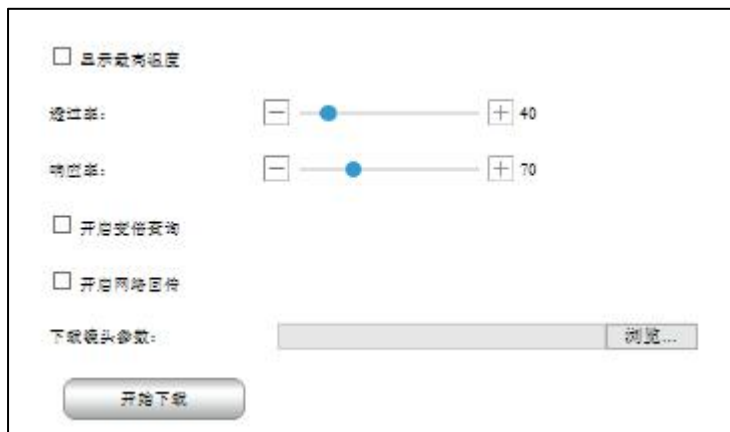 显示最高温度
透过率： 40
响应率： 70
开启变倍查询
开启网络回传
下载镜头参数： 浏览...
开始下载